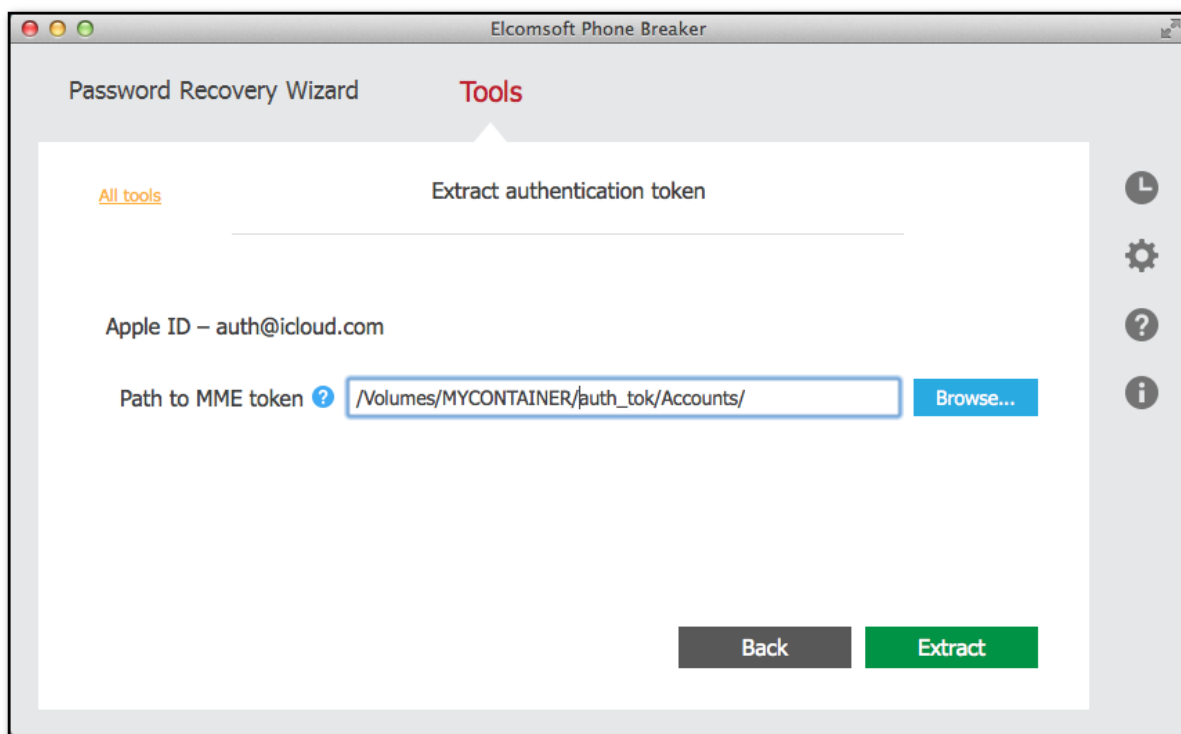 Elcomsoft Phone Breaker
Password Recovery Wizard
Tools
All tools
Extract authentication token
Apple ID – auth@icloud.com
Path to MME token ? /Volumes/MYCONTAINER/auth_tok/Accounts/ Browse...
Back
Extract